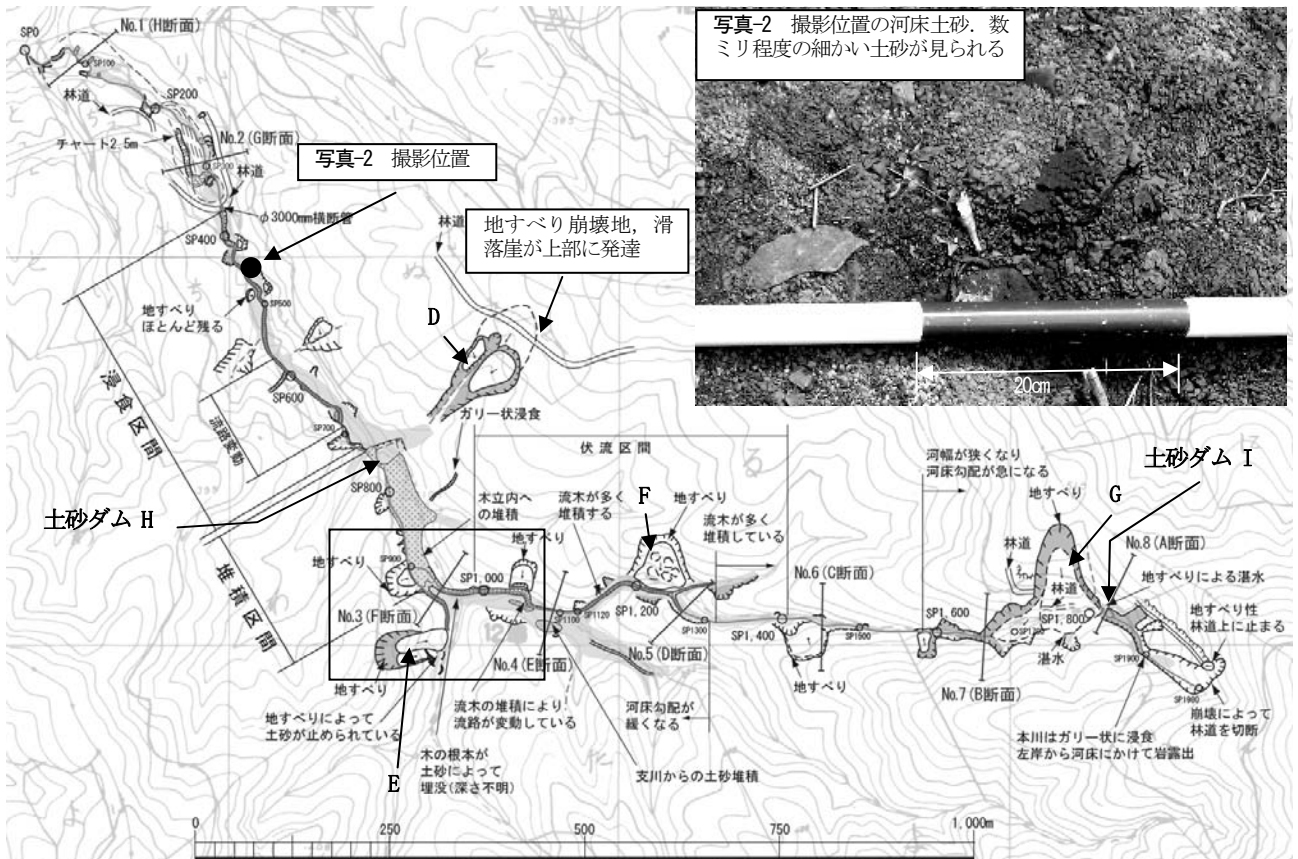 No.1 (H断面)
SP0
SP100
林道
SP200
チャート2.5m
No.2 (G断面)
林道
φ3000mm横断管
SP400
写真-2 撮影位置
林道
地すべり崩壊地，滑
落崖が上部に発達
写真-2 撮影位置の河床土砂．数
ミリ程度の細かい土砂が見られる
20cm
地すべり
ほとんど残る
SP500
D
浸食区間
流路変動
SP600
SP700
ガリー状浸食
土砂ダム H
SP800
堆積区間
伏流区間
木立内へ
の堆積
流木が多く
堆積する
F
地すべり
流木が多く
堆積している
河幅が狭くなり
河床勾配が急になる
土砂ダム I
地すべり
G
No.8 (A断面)
林道
林道
地すべりによる湛水
地すべり性
林道上に止まる
地すべり
SP900
SP1,000
地すべり
No.3 (F断面)
SP1100
SP1120
SP1,200
SP1300
No.6 (C断面)
SP1,400
SP1500
SP1,600
SP1,800
湛水
SP1900
SP1900
No.4 (E断面)
No.5 (D断面)
地すべり
No.7 (B断面)
地すべり
地すべりによって
土砂が止められている
流木の堆積により
流路が変動している
河床勾配が
緩くなる
E
木の根本が
土砂によって
埋没(深さ不明)
支川からの土砂堆積
本川はガリー状に浸食
左岸から河床にかけて岩露出
崩壊によって
林道を切断
0
250
500
750
1,000m